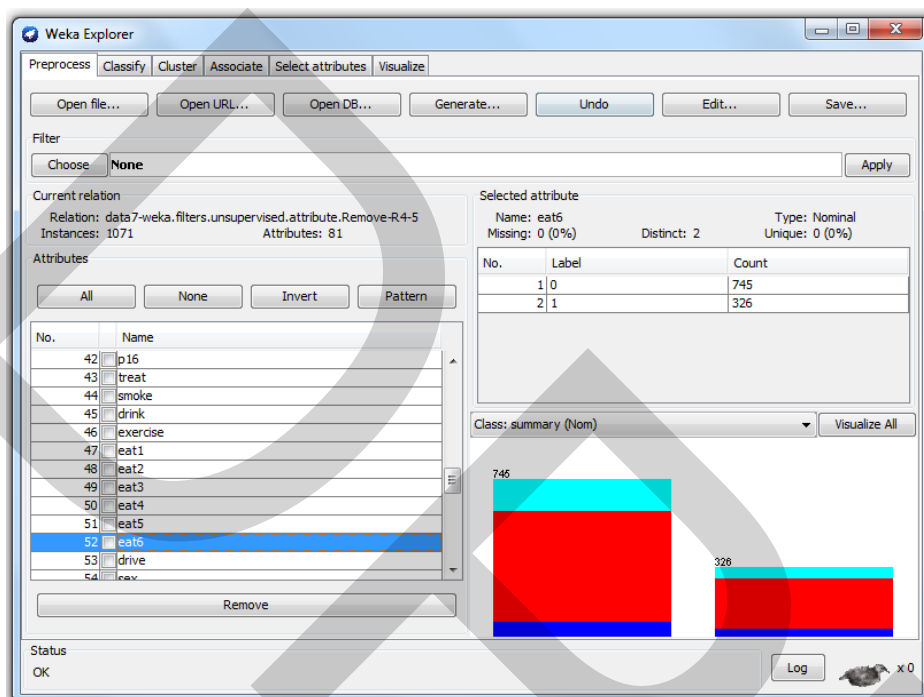 Weka Explorer
Preprocess Classify Cluster Associate Select attributes Visualize
Open file... Open URL... Open DB... Generate... Undo Edit... Save...
Filter
Choose None Apply
Current relation
Relation: data7-weka.filters.unsupervised.attribute.Remove-R4-5
Instances: 1071 Attributes: 81
Attributes
All None Invert Pattern
No. Name
42 p16
43 treat
44 smoke
45 drink
46 exercise
47 eat1
48 eat2
49 eat3
50 eat4
51 eat5
52 eat6
53 drive
54 sex
Remove
Selected attribute
Name: eat6 Type: Nominal
Missing: 0 (0%) Distinct: 2 Unique: 0 (0%)
No. Label Count
1 0 745
2 1 326
Class: summary (Nom) Visualize All
745
326
Status
OK
Log x 0